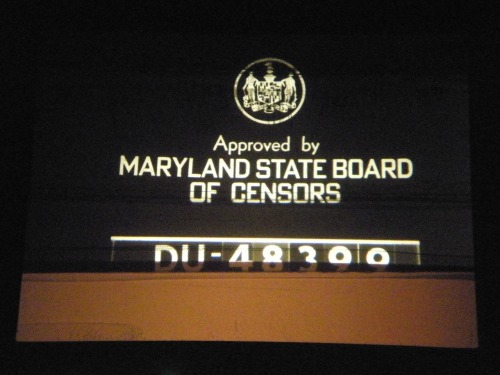 Approved by
MARYLAND STATE BOARD
OF CENSORS
DU-48399